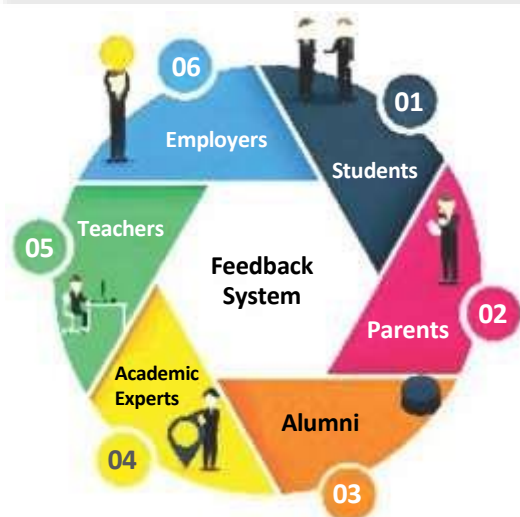 Feedback
System
01
Students
02
Parents
03
Alumni
04
Academic
Experts
05
Teachers
06
Employers